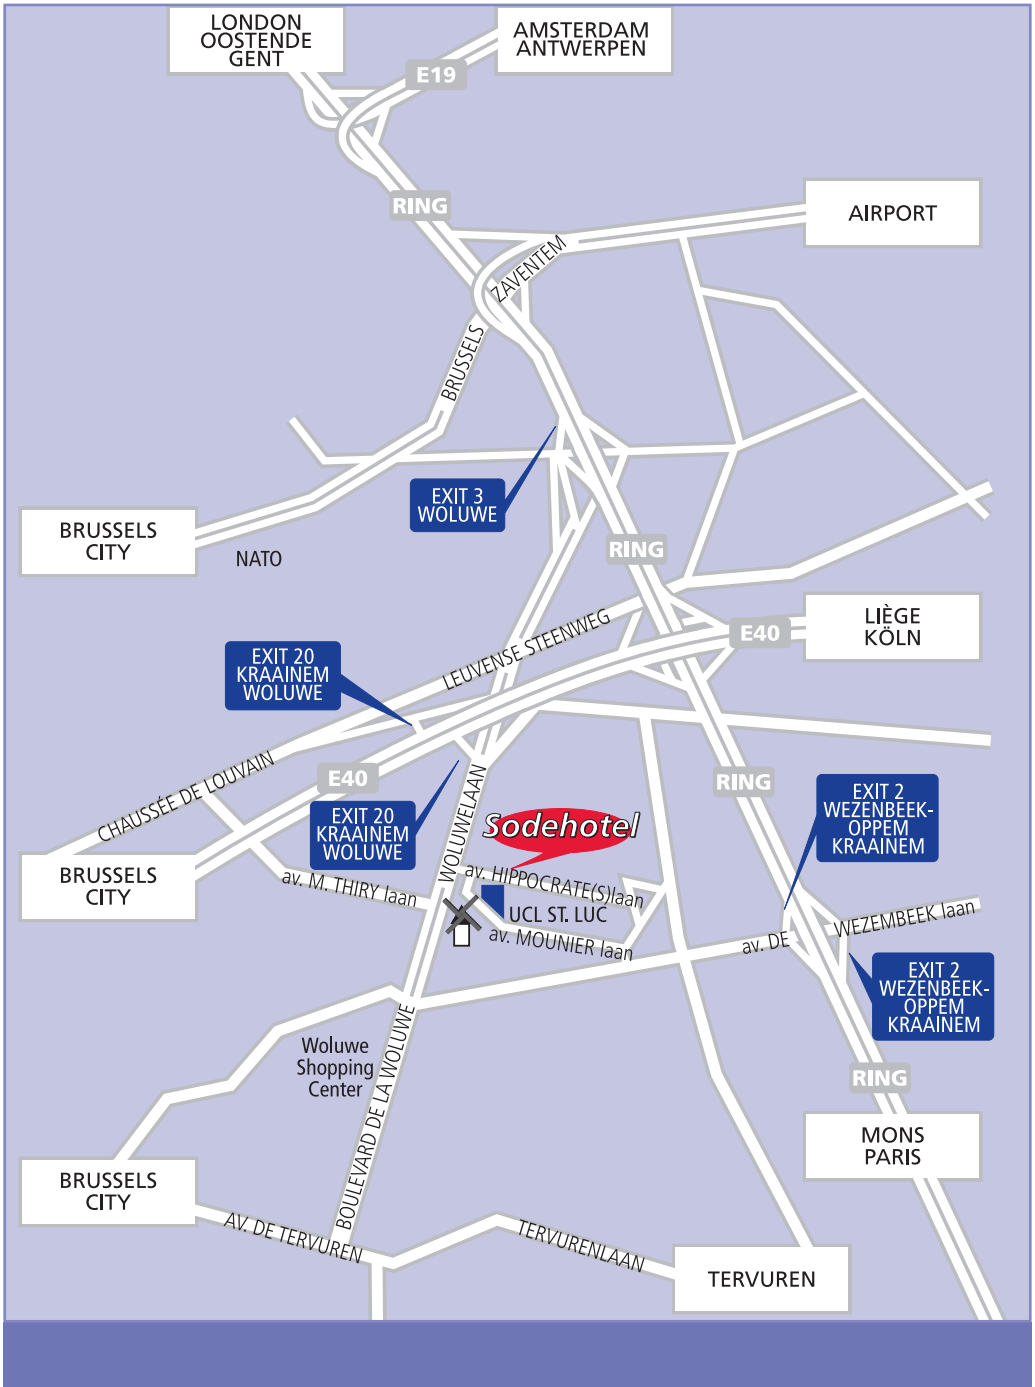 LONDON
OOSTENDE
GENT
AMSTERDAM
ANTWERPEN
E19
RING
AIRPORT
ZAVENTEM
BRUSSELS
EXIT 3
WOLUWE
BRUSSELS
CITY
NATO
RING
LIÈGE
KÖLN
E40
LEUVENSE STEENWEG
EXIT 20
KRAAINEM
WOLUWE
CHAUSSÉE DE LOUVAIN
E40
RING
EXIT 20
KRAAINEM
WOLUWE
WOLUWELAAN
Sodehotel
EXIT 2
WEZENBEEK-
OPPEM
KRAAINEM
BRUSSELS
CITY
av. M. THIRY laan
av. HIPPOCRATE(S)laan
UCL ST. LUC
av. MOUNIER laan
av. DE WEZEMBEEK laan
EXIT 2
WEZENBEEK-
OPPEM
KRAAINEM
Woluwe
Shopping
Center
BOULEVARD DE LA WOLUWE
RING
MONS
PARIS
BRUSSELS
CITY
AV. DE TERVUREN
TERVURENLAAN
TERVUREN